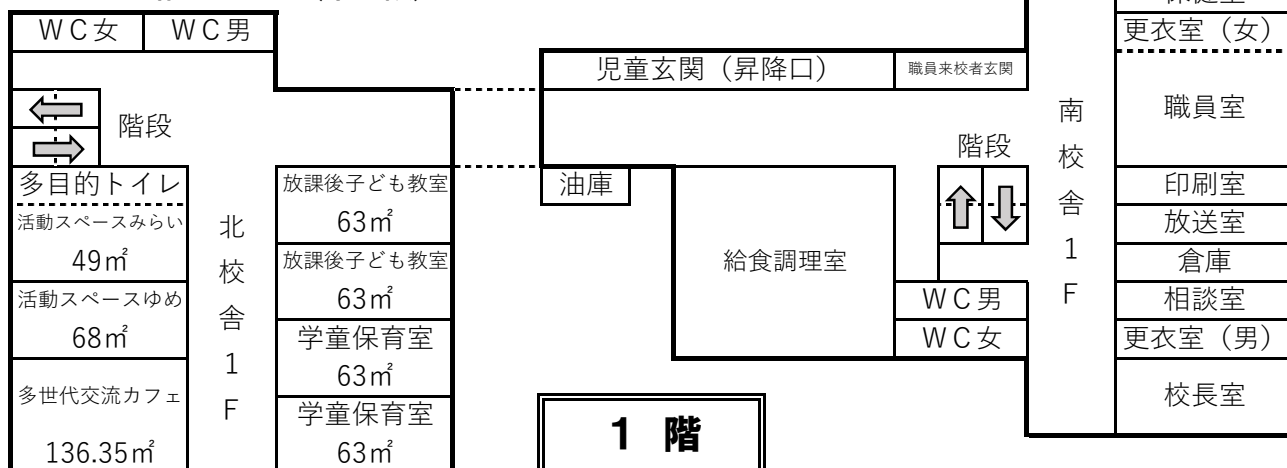 WC女
WC男
階段
多目的トイレ
活動スペースみらい
49㎡
活動スペースゆめ
68㎡
多世代交流カフェ
136.35㎡
北校舎1F
放課後子ども教室
63㎡
放課後子ども教室
63㎡
学童保育室
63㎡
学童保育室
63㎡
児童玄関（昇降口）
職員来校者玄関
油庫
給食調理室
階段
WC男
WC女
1 階
南校舎1F
更衣室（女）
職員室
印刷室
放送室
倉庫
相談室
更衣室（男）
校長室